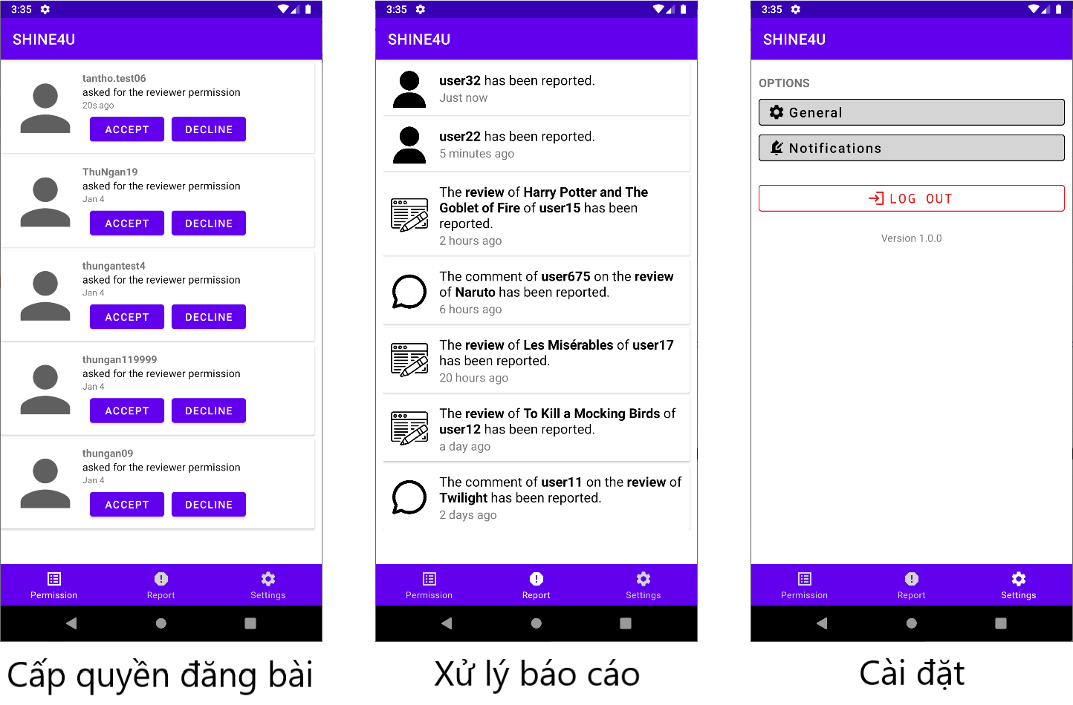 3:35
SHINE4U
tantho.test06
asked for the reviewer permission
20s ago
ACCEPT DECLINE
ThuNgan19
asked for the reviewer permission
Jan 4
ACCEPT DECLINE
thungantest4
asked for the reviewer permission
Jan 4
ACCEPT DECLINE
thungan119999
asked for the reviewer permission
Jan 4
ACCEPT DECLINE
thungan09
asked for the reviewer permission
Jan 4
ACCEPT DECLINE
Permission Report Settings
Cấp quyền đăng bài
3:35
SHINE4U
user32 has been reported.
Just now
user22 has been reported.
5 minutes ago
The review of Harry Potter and The
Goblet of Fire of user15 has been
reported.
2 hours ago
The comment of user675 on the review
of Naruto has been reported.
6 hours ago
The review of Les Misérables of user17
has been reported.
20 hours ago
The review of To Kill a Mocking Birds of
user12 has been reported.
a day ago
The comment of user11 on the review of
Twilight has been reported.
2 days ago
Permission Report Settings
Xử lý báo cáo
3:35
SHINE4U
OPTIONS
General
Notifications
LOG OUT
Version 1.0.0
Permission Report Settings
Cài đặt